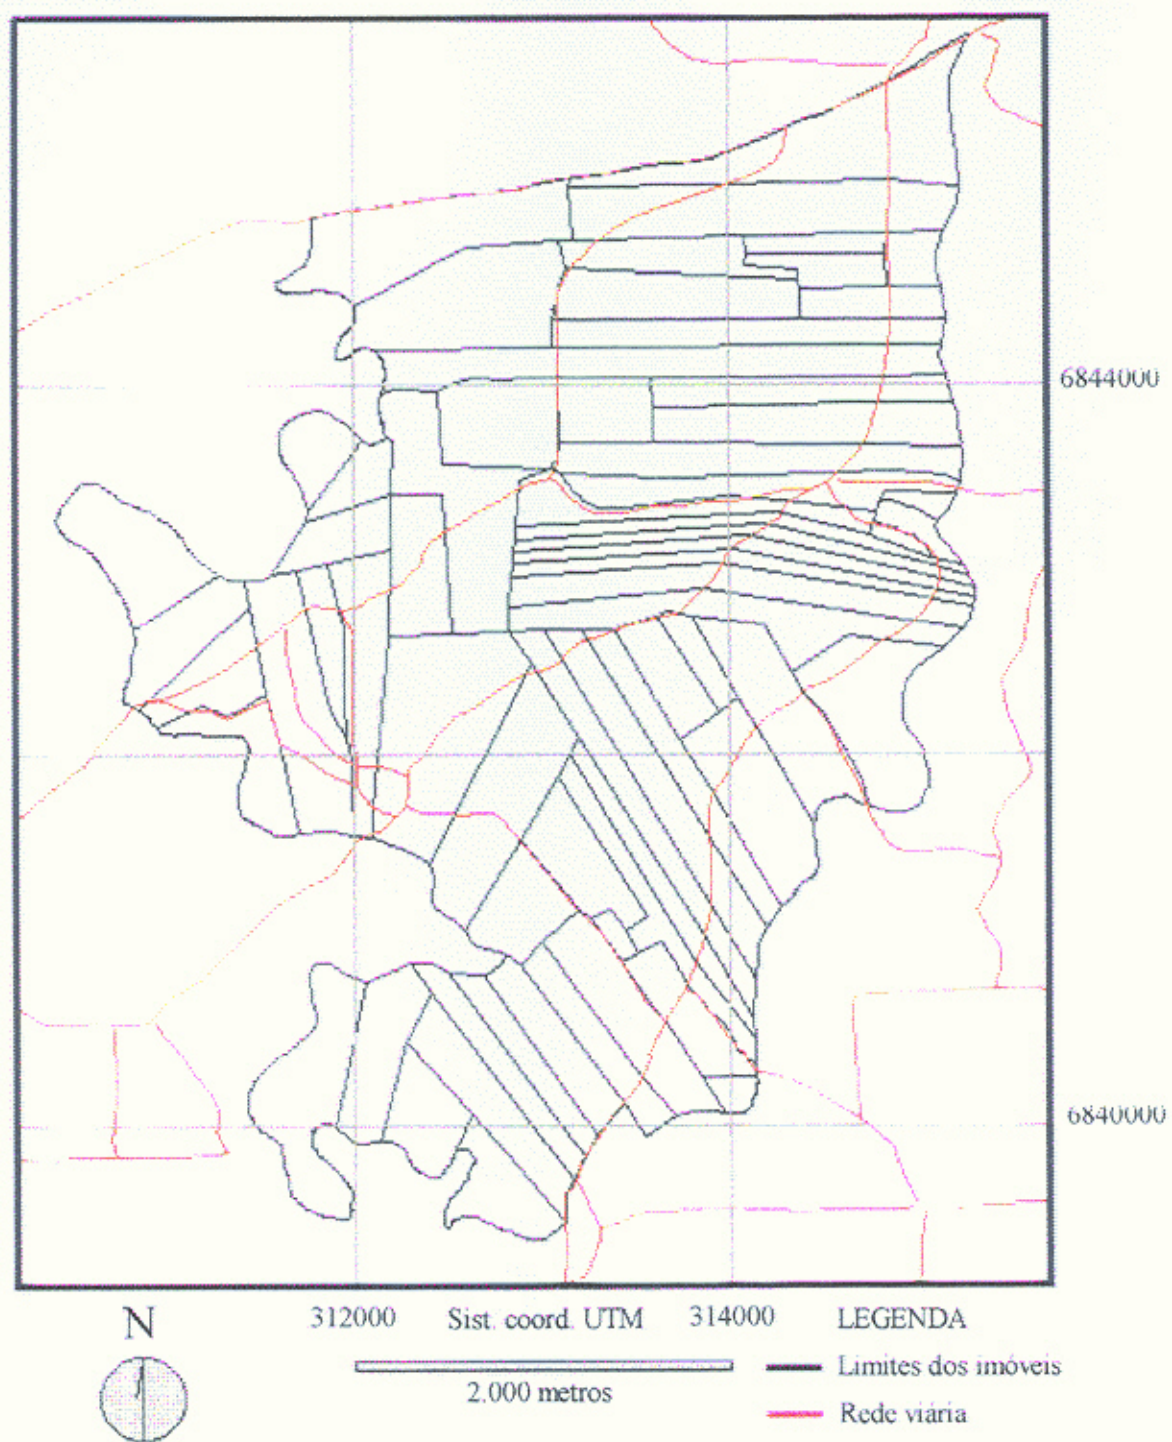 6844000
6840000
N
312000 Sist. coord. UTM 314000 LEGENDA
Limites dos imóveis
2.000 metros
Rede viária